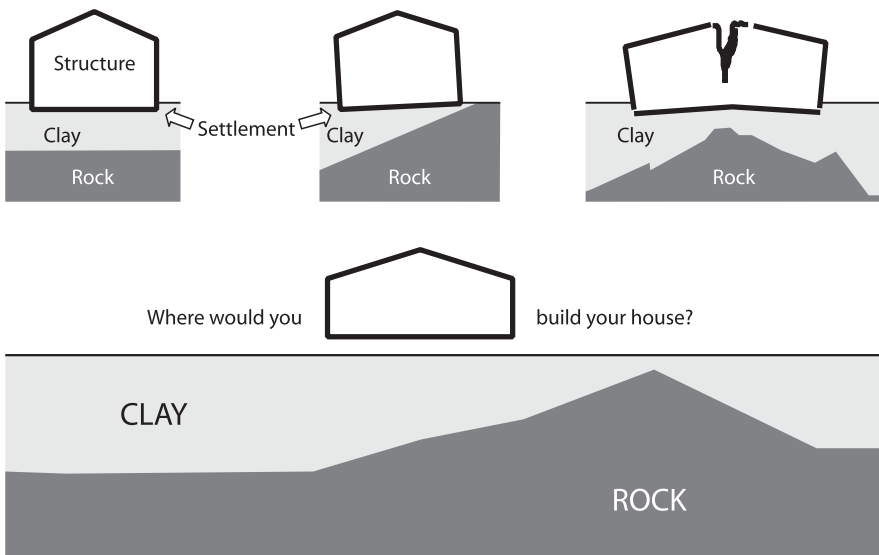 Structure
Settlement
Clay
Rock
Clay
Rock
Clay
Rock
Where would you build your house?
CLAY
ROCK